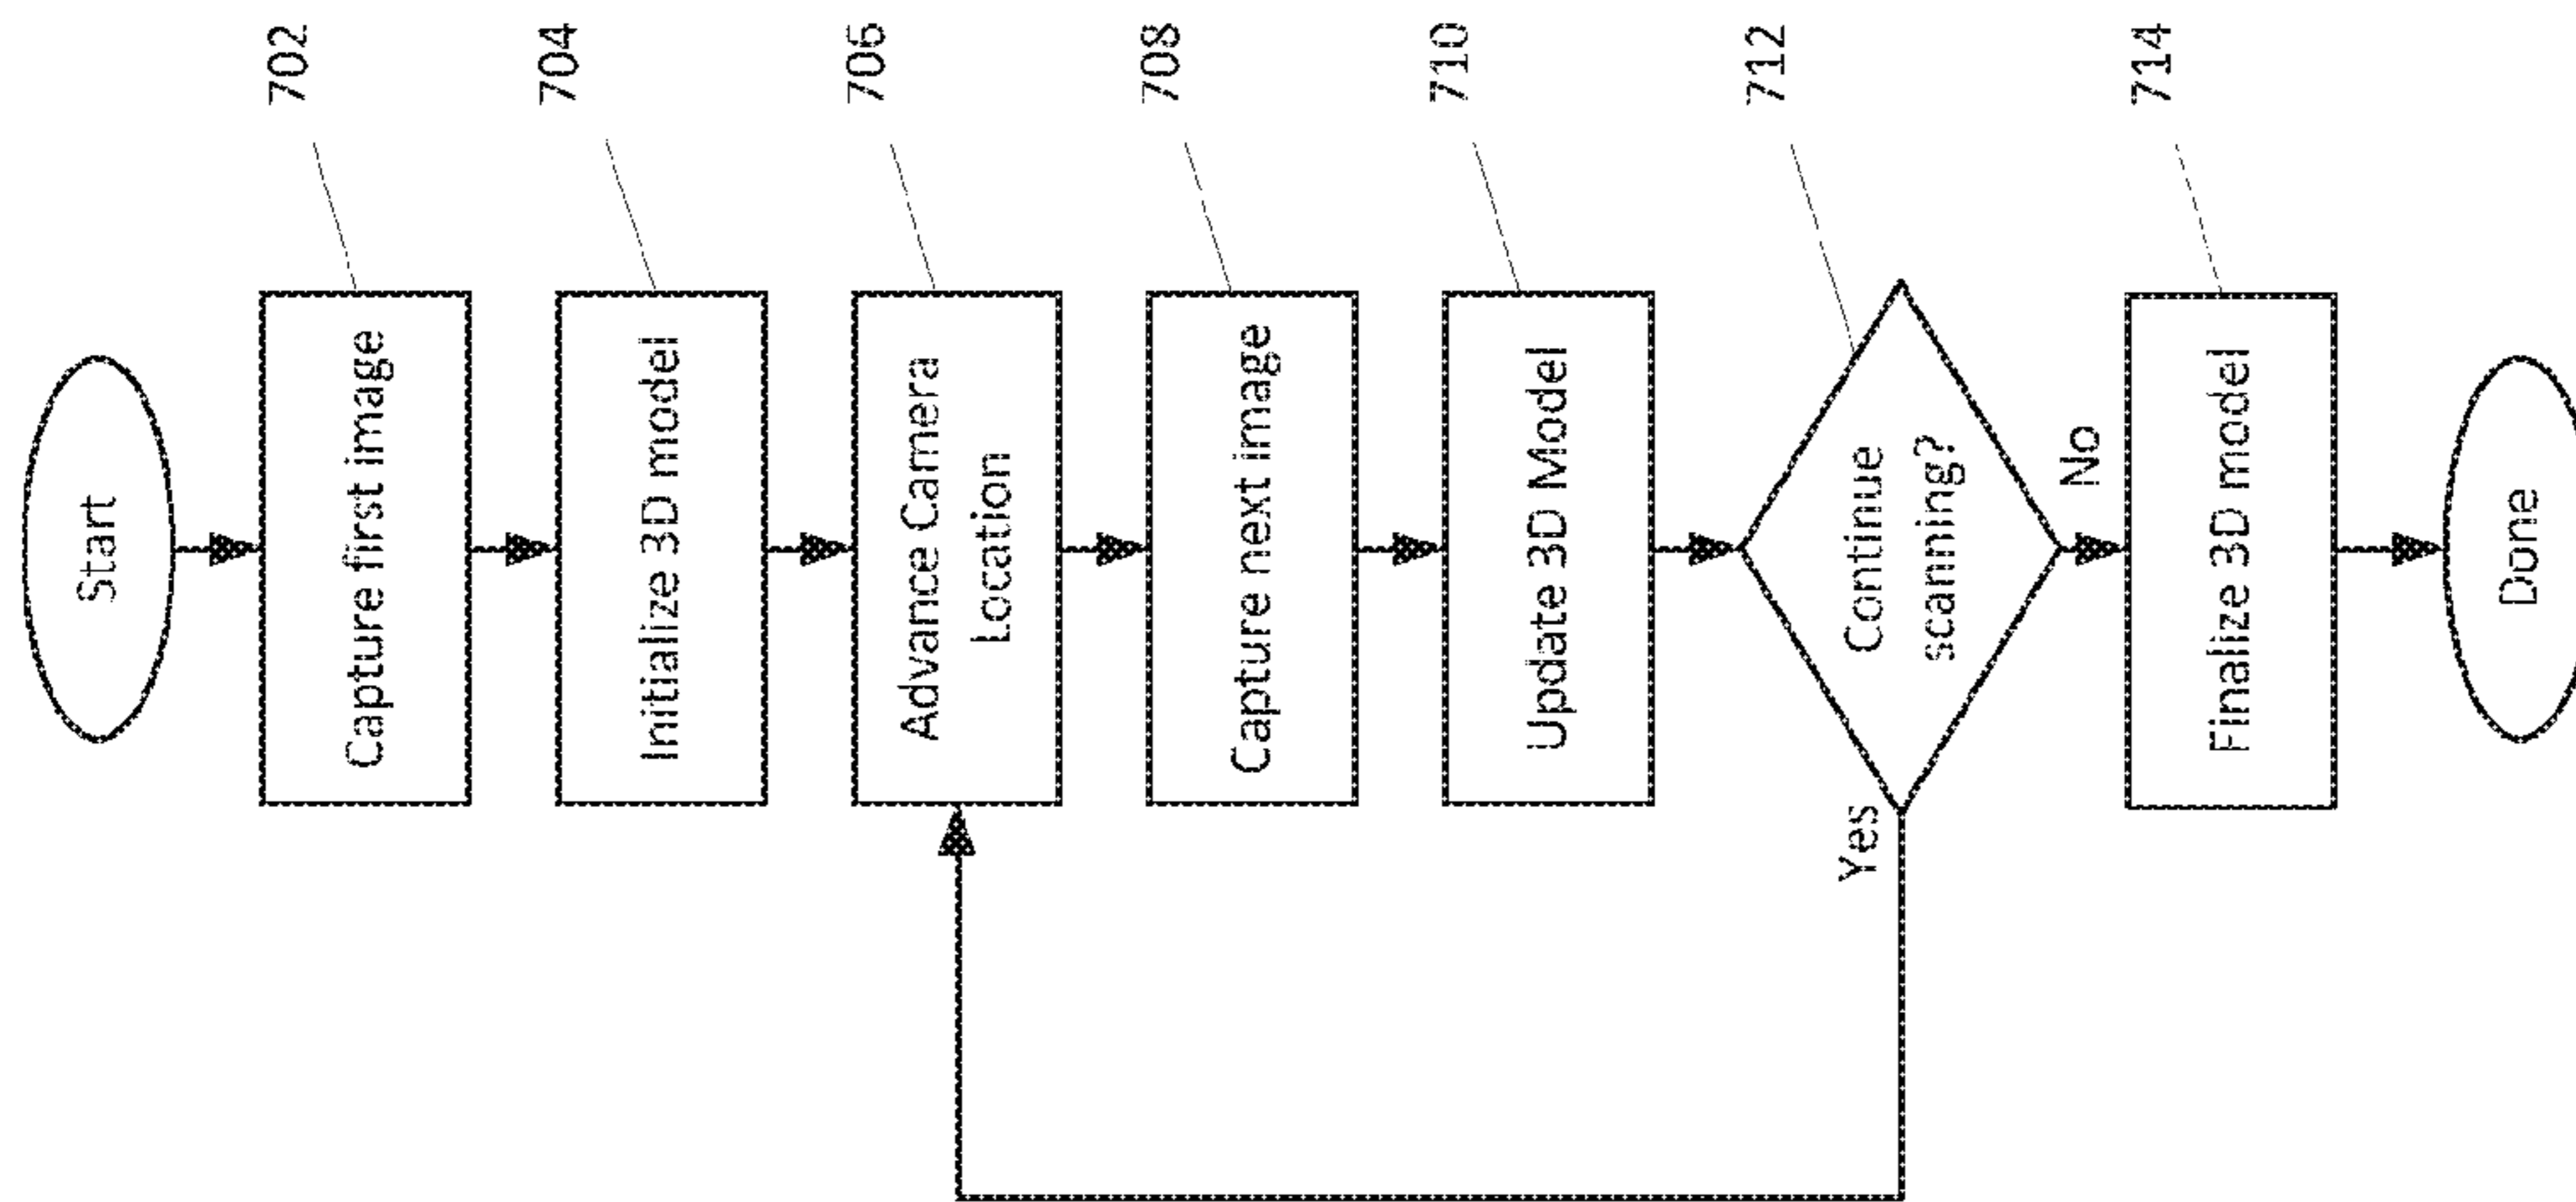 Start
702
Capture first image
704
Initialize 3D model
706
Advance Camera
Location
708
Capture next image
710
Update 3D Model
712
Continue
scanning?
Yes
No
714
Finalize 3D model
Done